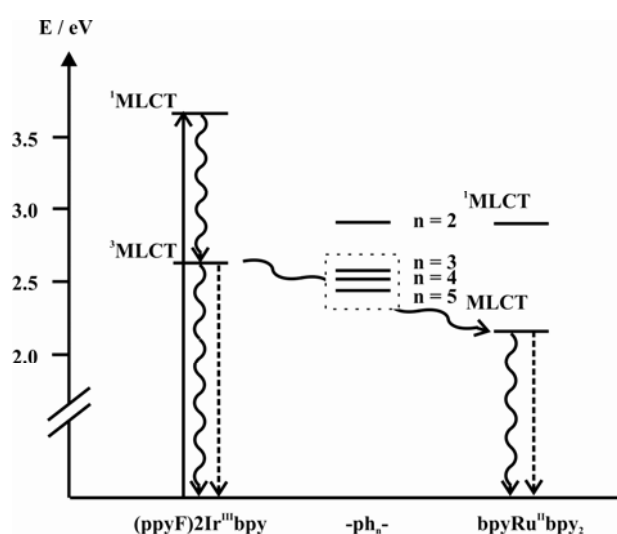 E / eV
¹MLCT
3.5
3.0
n = 2
¹MLCT
³MLCT
n = 3
n = 4
2.5
n = 5
MLCT
2.0
(ppyF)2Irᴵᴵᴵbpy
-phₙ-
bpyRuᴵᴵbpy₂